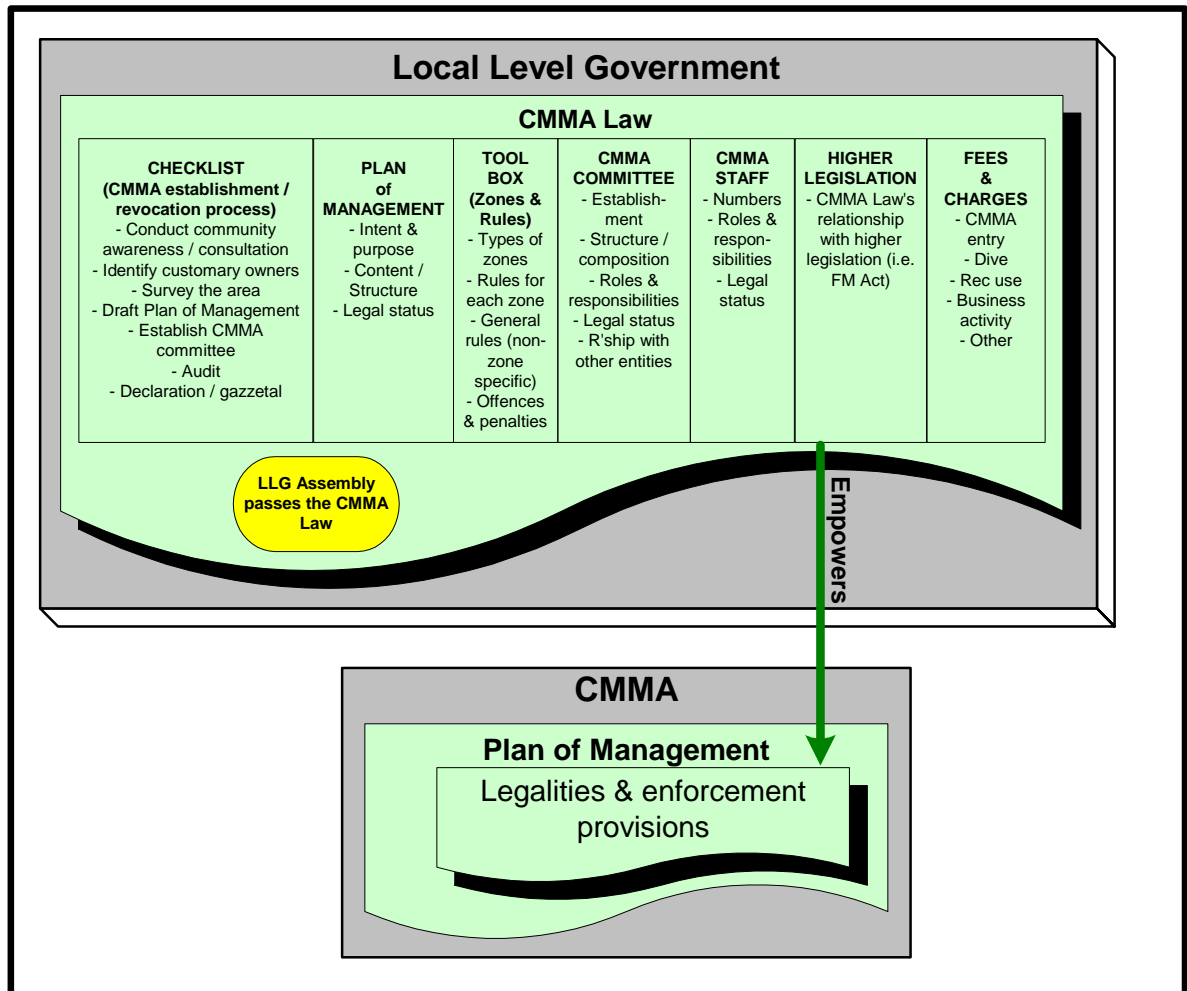 Local Level Government
CMMA Law
CHECKLIST
(CMMA establishment /
revocation process)
- Conduct community
awareness / consultation
- Identify customary owners
- Survey the area
- Draft Plan of Management
- Establish CMMA
committee
- Audit
- Declaration / gazzetal
PLAN
of
MANAGEMENT
- Intent &
purpose
- Content /
Structure
- Legal status
TOOL
BOX
(Zones &
Rules)
- Types of
zones
- Rules for
each zone
- General
rules (non-
zone
specific)
- Offences
& penalties
CMMA
COMMITTEE
- Establish-
ment
- Structure /
composition
- Roles &
responsibilities
- Legal status
- R'ship with
other entities
CMMA
STAFF
- Numbers
- Roles &
respon-
sibilities
- Legal
status
HIGHER
LEGISLATION
- CMMA Law's
relationship
with higher
legislation (i.e.
FM Act)
FEES
&
CHARGES
- CMMA
entry
- Dive
- Rec use
- Business
activity
- Other
LLG Assembly
passes the CMMA
Law
Empowers
CMMA
Plan of Management
Legalities & enforcement
provisions